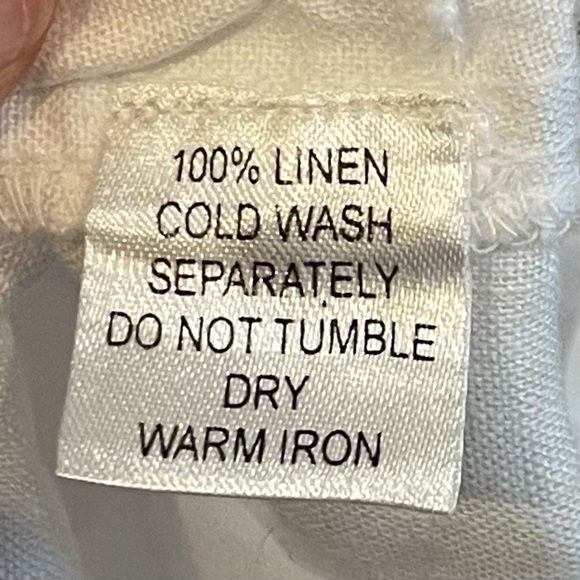 100% LINEN
COLD WASH
SEPARATELY
DO NOT TUMBLE
DRY
WARM IRON